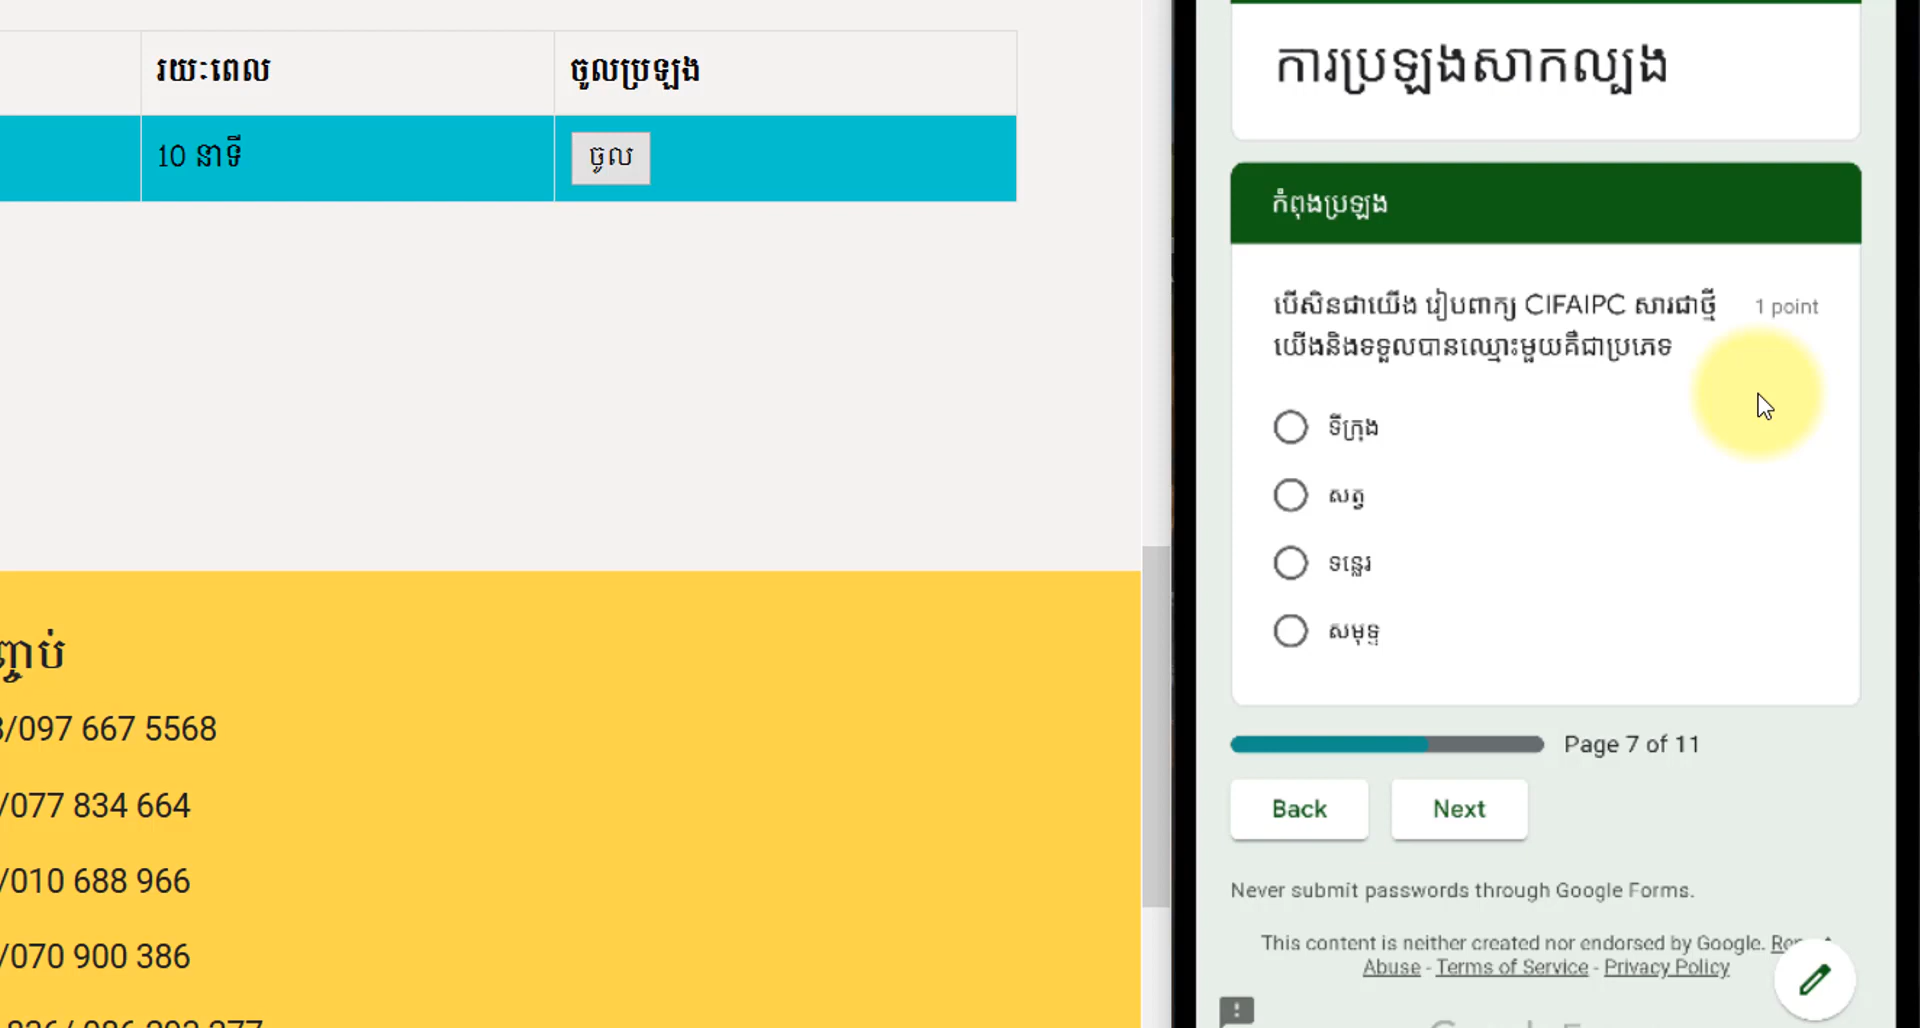 រយៈពេល
ចូលប្រឡង
10 នាទី
ចូល
/097 667 5568
/077 834 664
/010 688 966
/070 900 386
ការប្រឡងសាកល្បង
កំពុងប្រឡង
បើសិនជាយើង រៀបពាក្យ CIFAIPC សារជាថ្មី
1 point
យើងនិងទទួលបានឈ្មោះមួយគឺជាប្រភេទ
ទីក្រុង
សត្វ
ទន្លេរ
សមុទ្ទ
Page 7 of 11
Back
Next
Never submit passwords through Google Forms.
This content is neither created nor endorsed by Google.
Abuse - Terms of Service - Privacy Policy